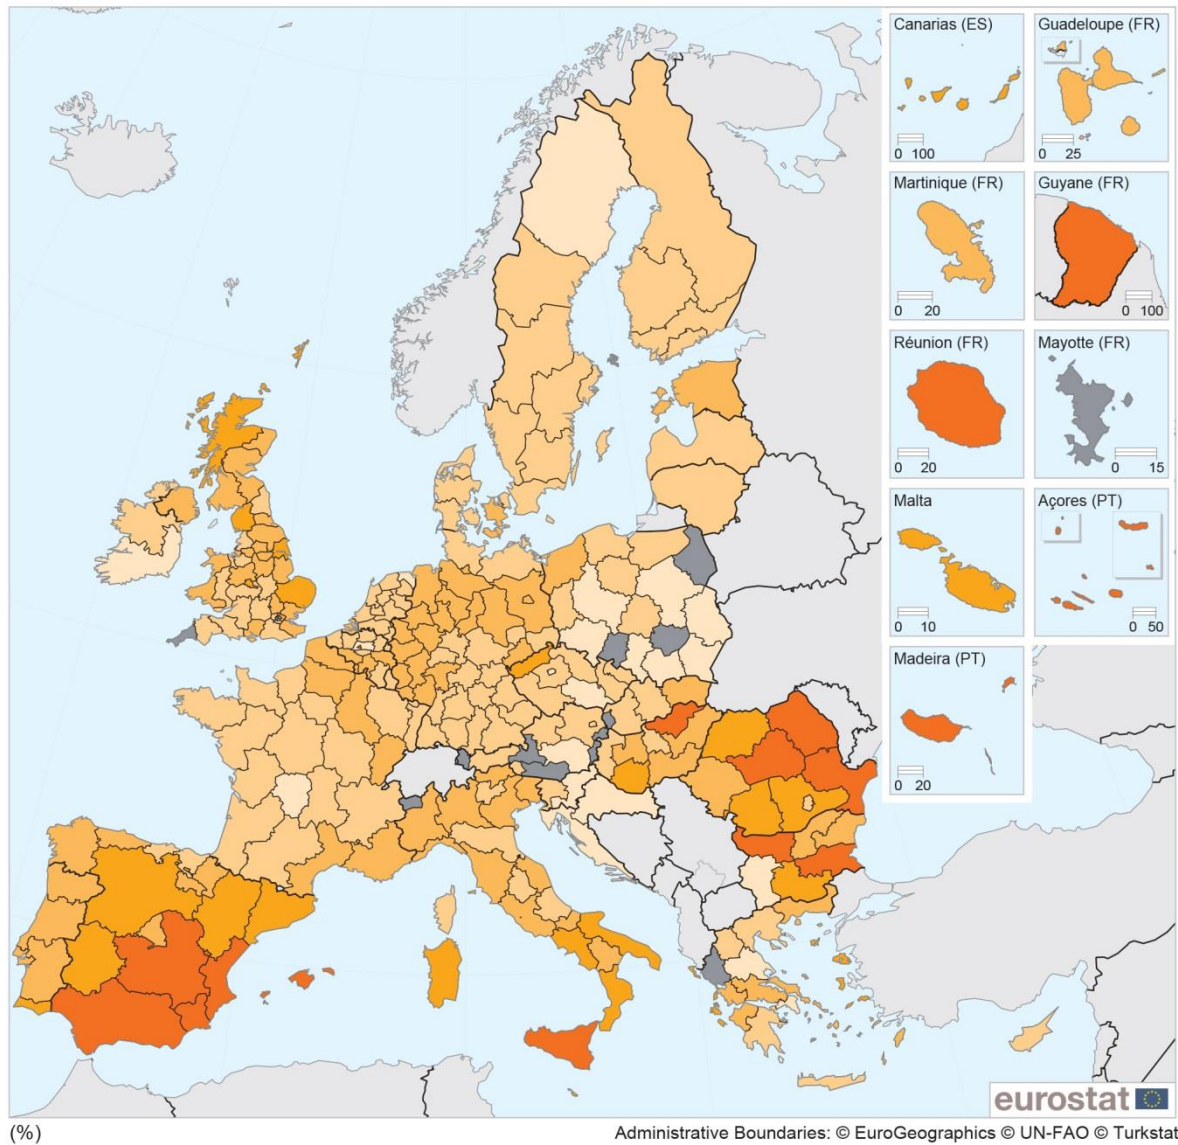 Canarias (ES)
0 100
Guadeloupe (FR)
0 25
Martinique (FR)
0 20
Guyane (FR)
0 100
Réunion (FR)
0 20
Mayotte (FR)
0 15
Malta
0 10
Açores (PT)
0 50
Madeira (PT)
0 20
eurostat
(%)
Administrative Boundaries: © EuroGeographics © UN-FAO © Turkstat